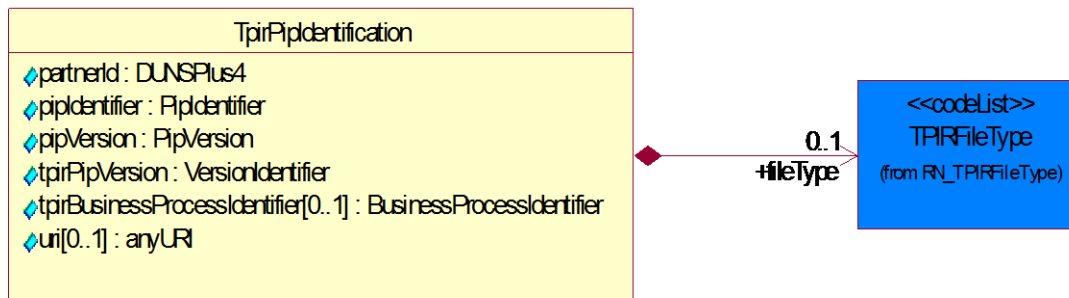 TpirPipIdentification
partnerId : DUNSPlus4
pipIdentifier : PipIdentifier
pipVersion : PipVersion
tpirPipVersion : VersionIdentifier
tpirBusinessProcessIdentifier[0..1] : BusinessProcessIdentifier
uri[0..1] : anyURI
0..1
+fileType
<<codeList>>
TPIRFileType
(from RN_TPIRFileType)